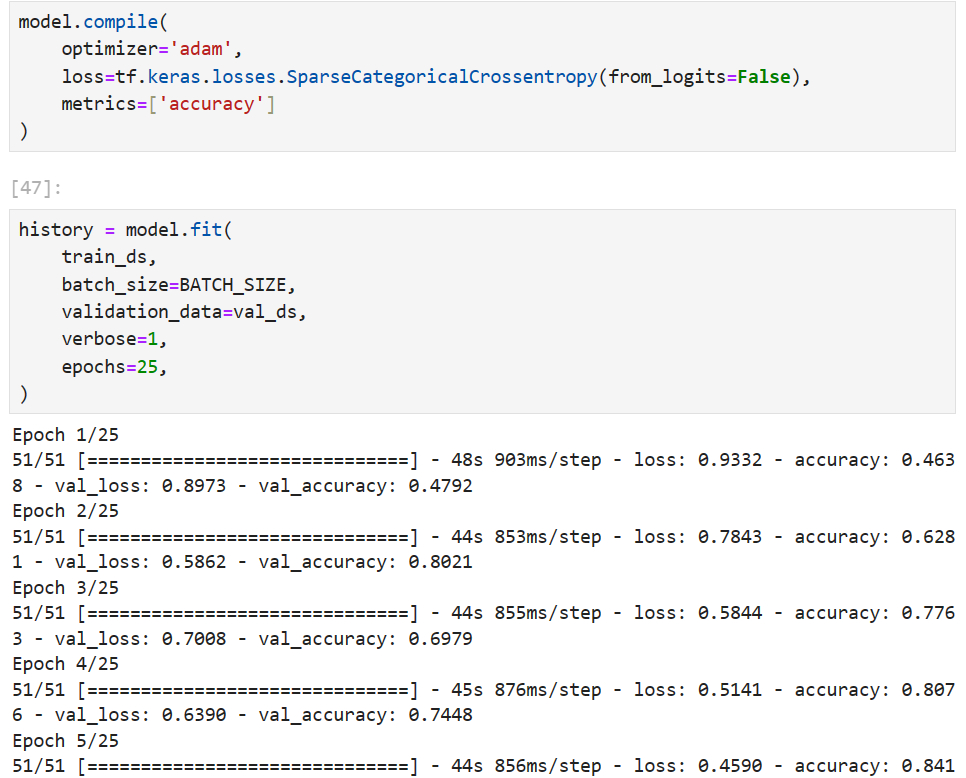 model.compile(
    optimizer='adam',
    loss=tf.keras.losses.SparseCategoricalCrossentropy(from_logits=False),
    metrics=['accuracy']
)
[47]:
history = model.fit(
    train_ds,
    batch_size=BATCH_SIZE,
    validation_data=val_ds,
    verbose=1,
    epochs=25,
)
Epoch 1/25
51/51 [==============================] - 48s 903ms/step - loss: 0.9332 - accuracy: 0.463
8 - val_loss: 0.8973 - val_accuracy: 0.4792
Epoch 2/25
51/51 [==============================] - 44s 853ms/step - loss: 0.7843 - accuracy: 0.628
1 - val_loss: 0.5862 - val_accuracy: 0.8021
Epoch 3/25
51/51 [==============================] - 44s 855ms/step - loss: 0.5844 - accuracy: 0.776
3 - val_loss: 0.7008 - val_accuracy: 0.6979
Epoch 4/25
51/51 [==============================] - 45s 876ms/step - loss: 0.5141 - accuracy: 0.807
6 - val_loss: 0.6390 - val_accuracy: 0.7448
Epoch 5/25
51/51 [==============================] - 44s 856ms/step - loss: 0.4590 - accuracy: 0.841